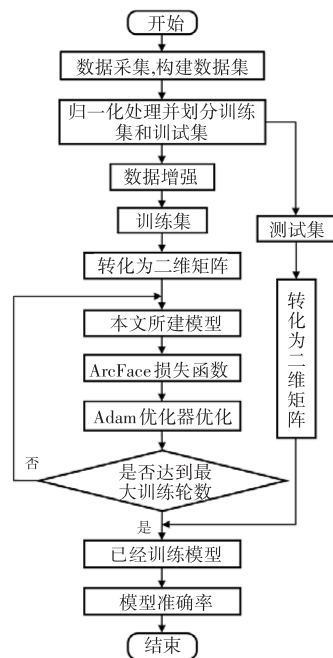 开始
数据采集,构建数据集
归一化处理并划分训练
集和训试集
数据增强
训练集
测试集
转化为二维矩阵
转化为二维矩阵
本文所建模型
ArcFace损失函数
Adam优化器优化
否
是否达到最
大训练轮数
是
已经训练模型
模型准确率
结束